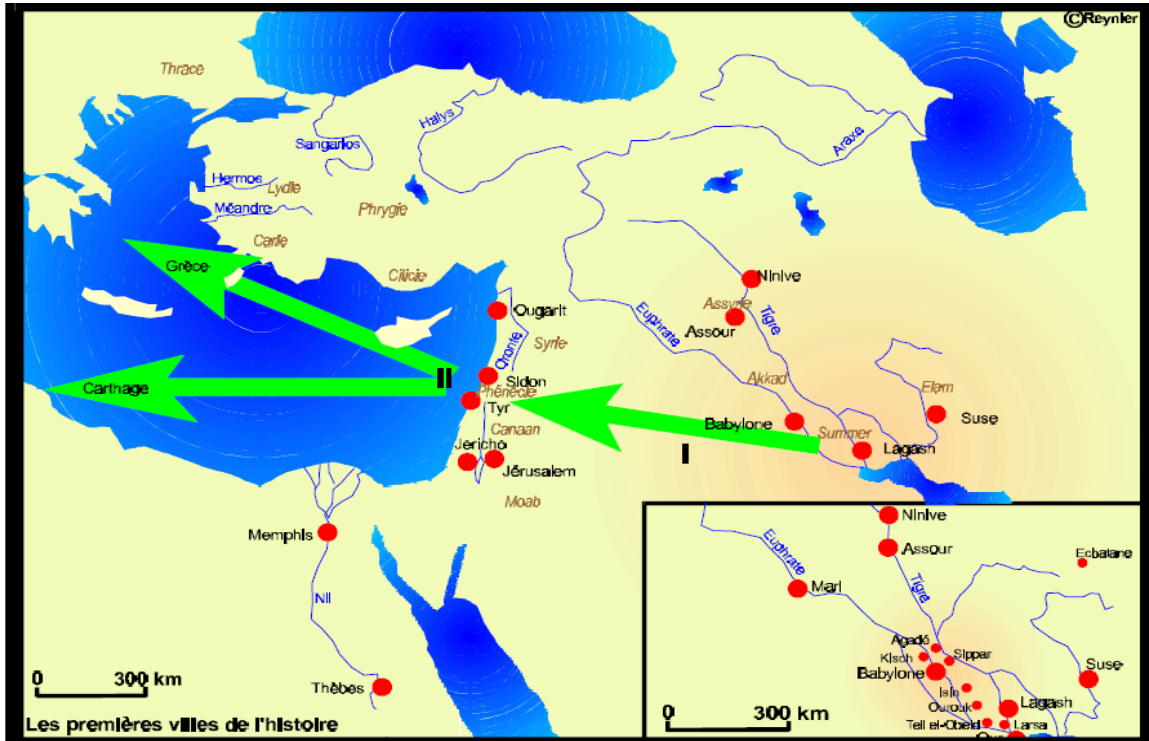 ©Reynier
Thrace
Halys
Sangarios
Araxe
Hermos
Lydie
Méandre
Phrygie
Carie
Grèce
Cilicie
Ninive
Assyrie
Ougarit
Assour
Tigre
Euphrate
Oronte
Syrie
Akkad
Elam
II
Carthage
Sidon
Phénécie
Tyr
Suse
Babylone
Summer
Canaan
Jéricho
I
Lagash
Jérusalem
Moab
Memphis
Nil
Thèbes
0 300 km
Les premières villes de l'histoire
Ninive
Assour
Euphrate
Ecbatane
Mari
Tigre
Agadé
Kisch
Sippar
Babylone
Suse
Isin
Ourouk
Lagash
Tell el-Obeid
Larsa
0 300 km